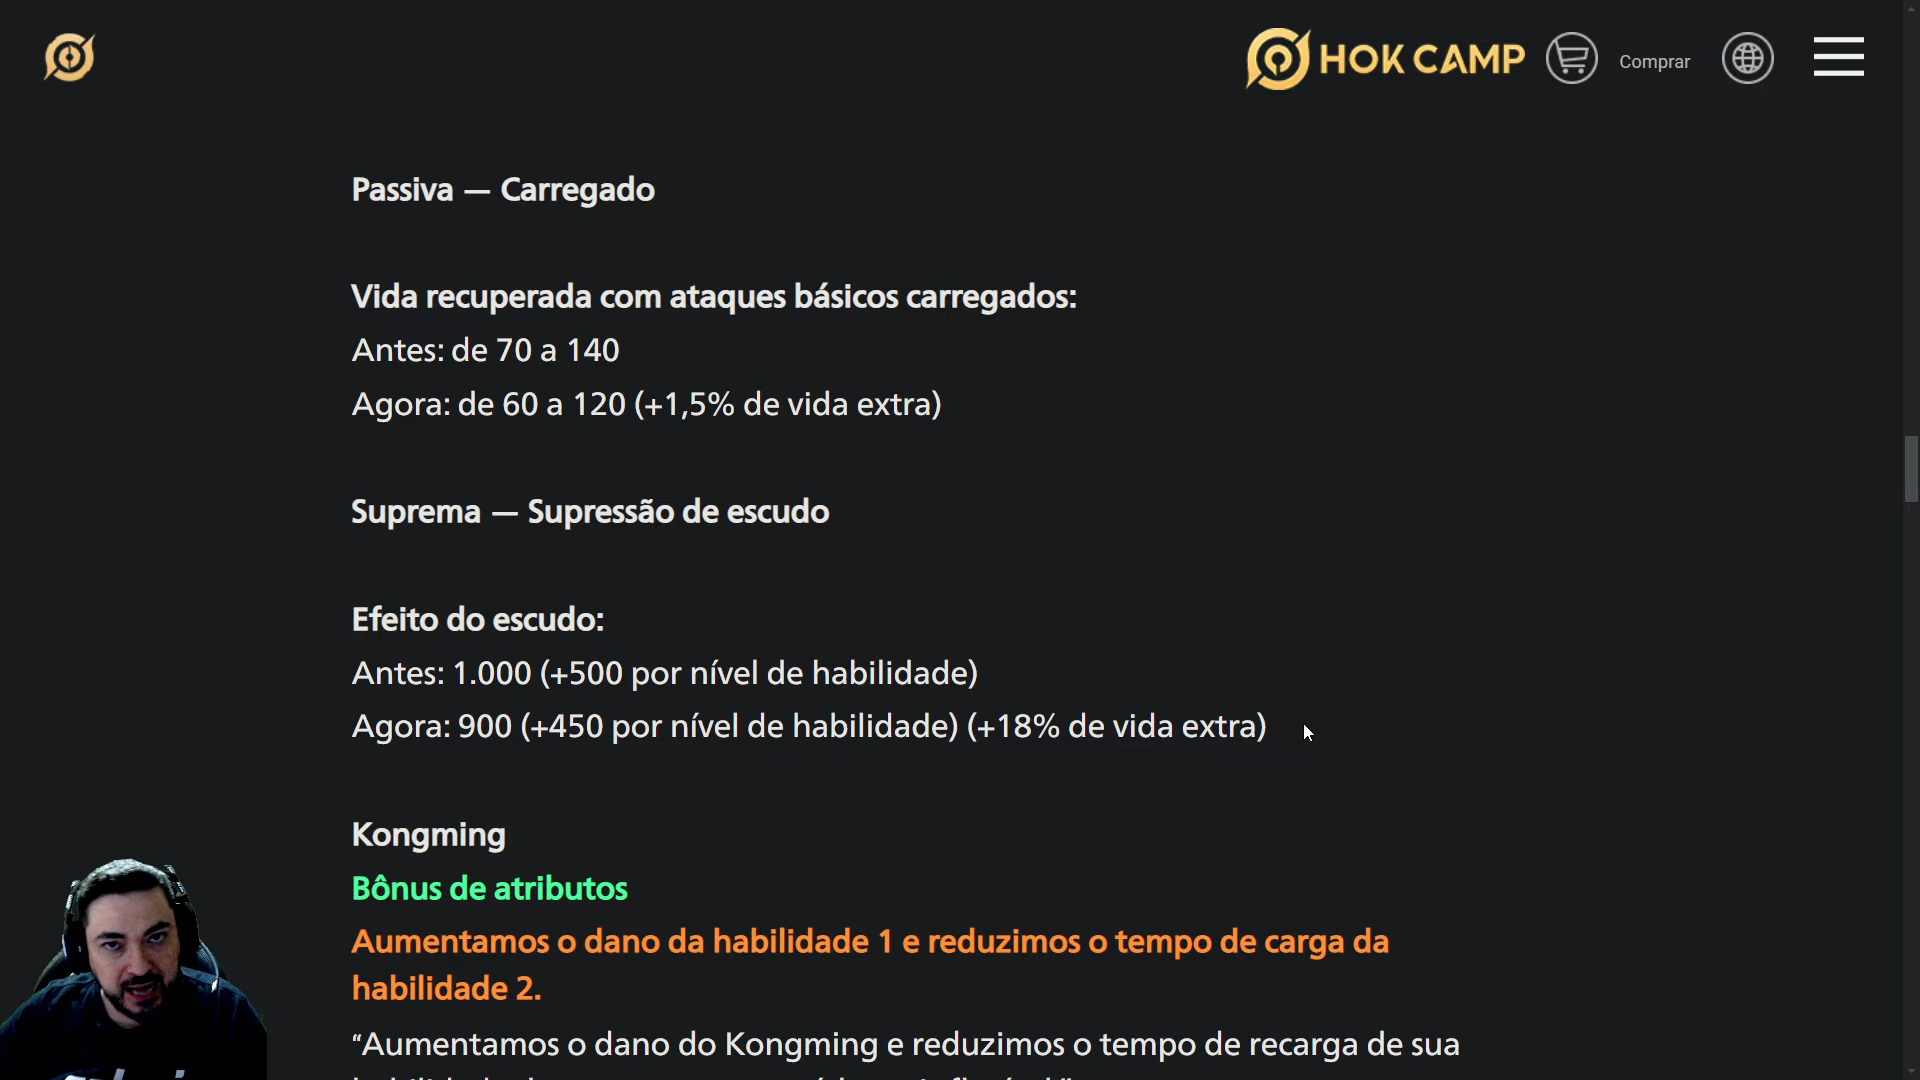 HOK CAMP
Comprar
Passiva — Carregado
Vida recuperada com ataques básicos carregados:
Antes: de 70 a 140
Agora: de 60 a 120 (+1,5% de vida extra)
Suprema — Supressão de escudo
Efeito do escudo:
Antes: 1.000 (+500 por nível de habilidade)
Agora: 900 (+450 por nível de habilidade) (+18% de vida extra)
Kongming
Bônus de atributos
Aumentamos o dano da habilidade 1 e reduzimos o tempo de carga da
habilidade 2.
“Aumentamos o dano do Kongming e reduzimos o tempo de recarga de sua